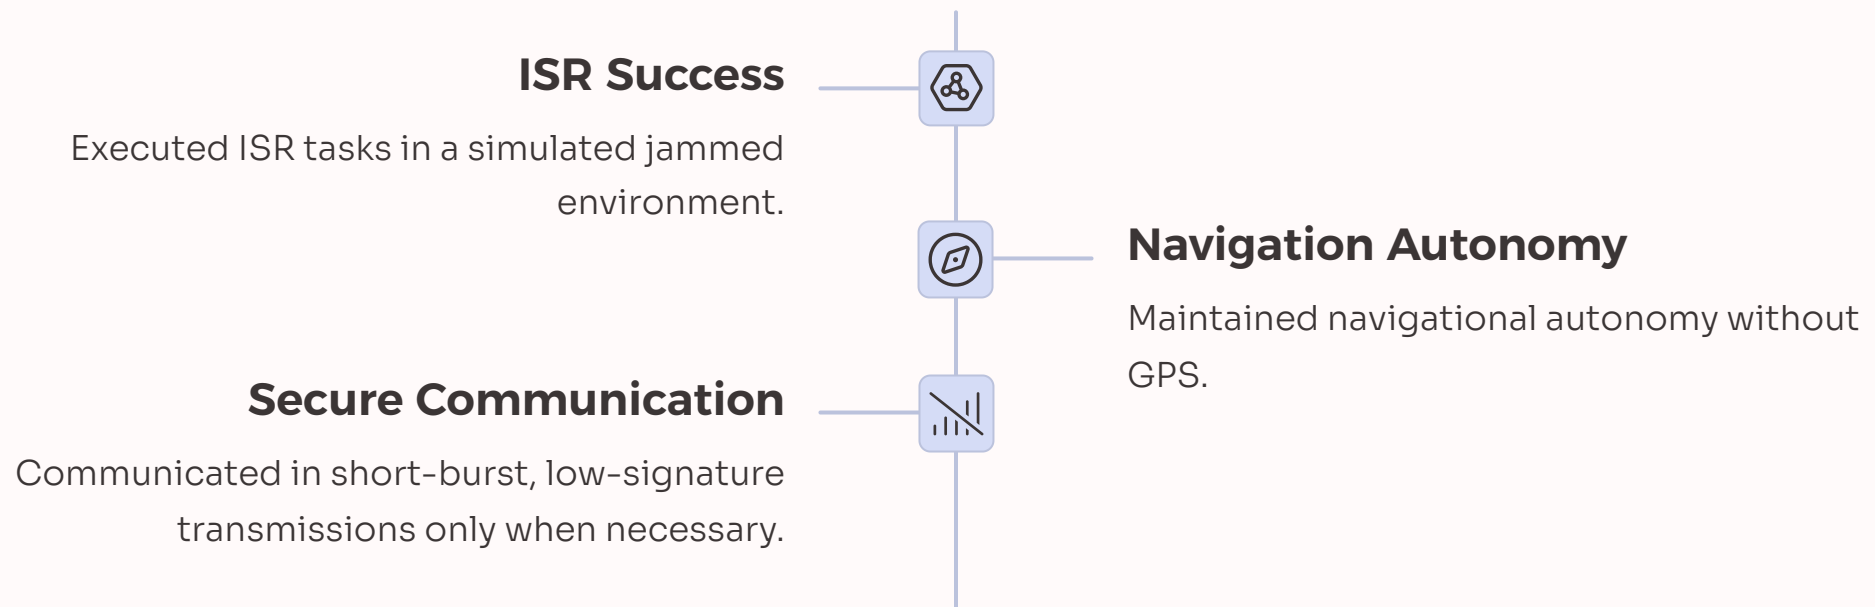 ISR Success
Executed ISR tasks in a simulated jammed
environment.
Navigation Autonomy
Maintained navigational autonomy without
GPS.
Secure Communication
Communicated in short-burst, low-signature
transmissions only when necessary.